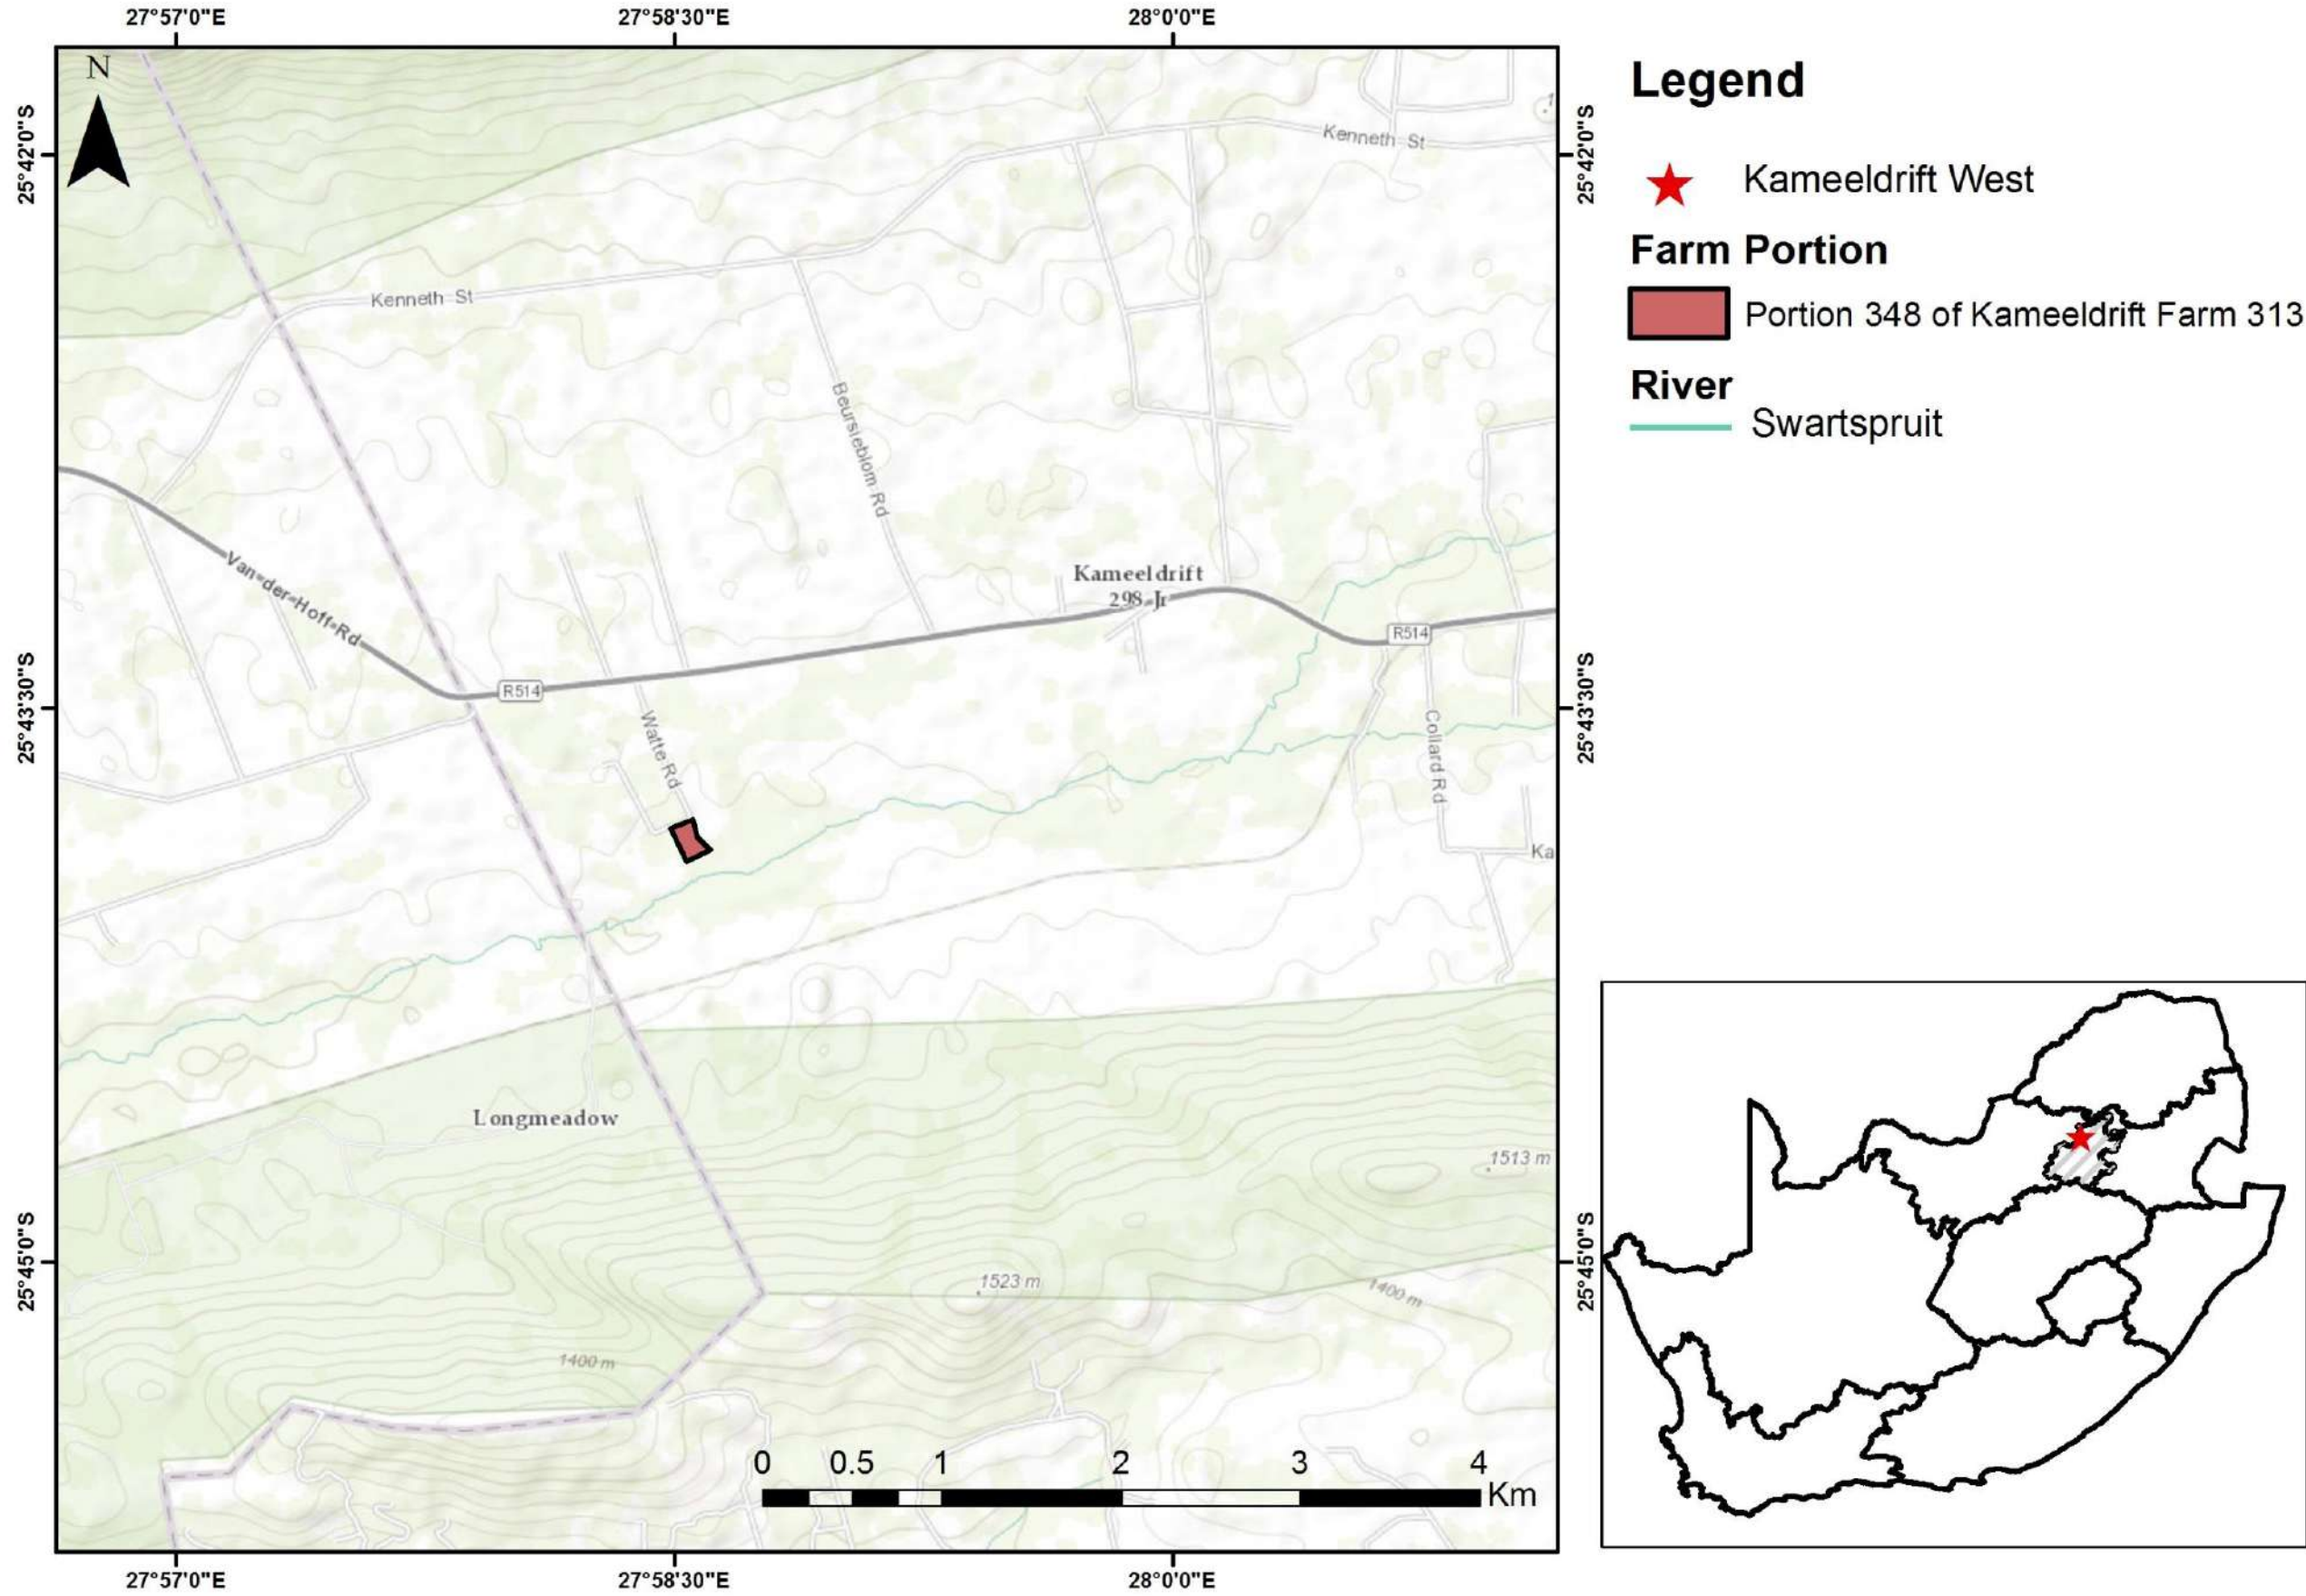 27°57'0"E
27°58'30"E
28°0'0"E
N
25°42'0"S
25°42'0"S
Kenneth St
Kenneth St
Beursieblom Rd
Van-der-Hoff-Rd
Kameeldrift
298-Jr
R514
R514
25°43'30"S
25°43'30"S
Watte Rd
Collard Rd
Ka
Longmeadow
1513 m
25°45'0"S
25°45'0"S
1523 m
1400 m
1400 m
0 0.5 1 2 3 4
Km
27°57'0"E
27°58'30"E
28°0'0"E
Legend
Kameeldrift West
Farm Portion
Portion 348 of Kameeldrift Farm 313
River
Swartspruit